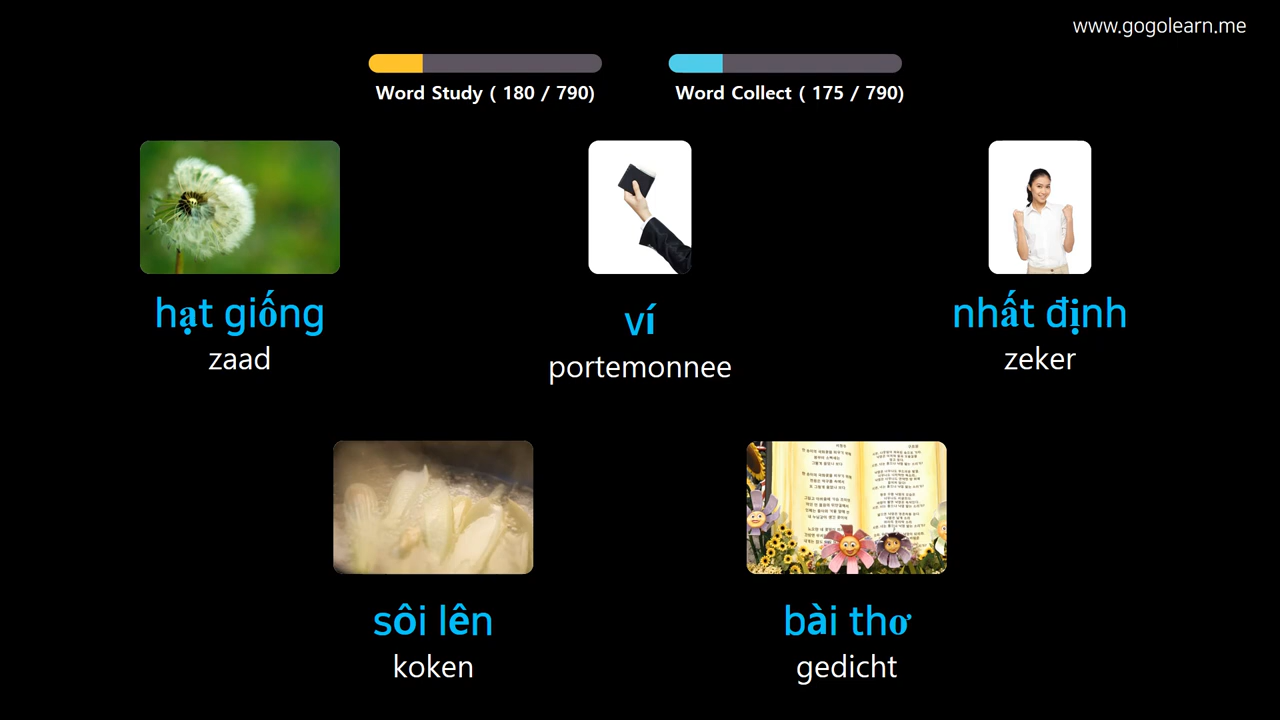 www.gogolearn.me
Word Study ( 180 / 790)
Word Collect ( 175 / 790)
hạt giống
zaad
ví
portemonnee
nhất định
zeker
sôi lên
koken
bài thơ
gedicht